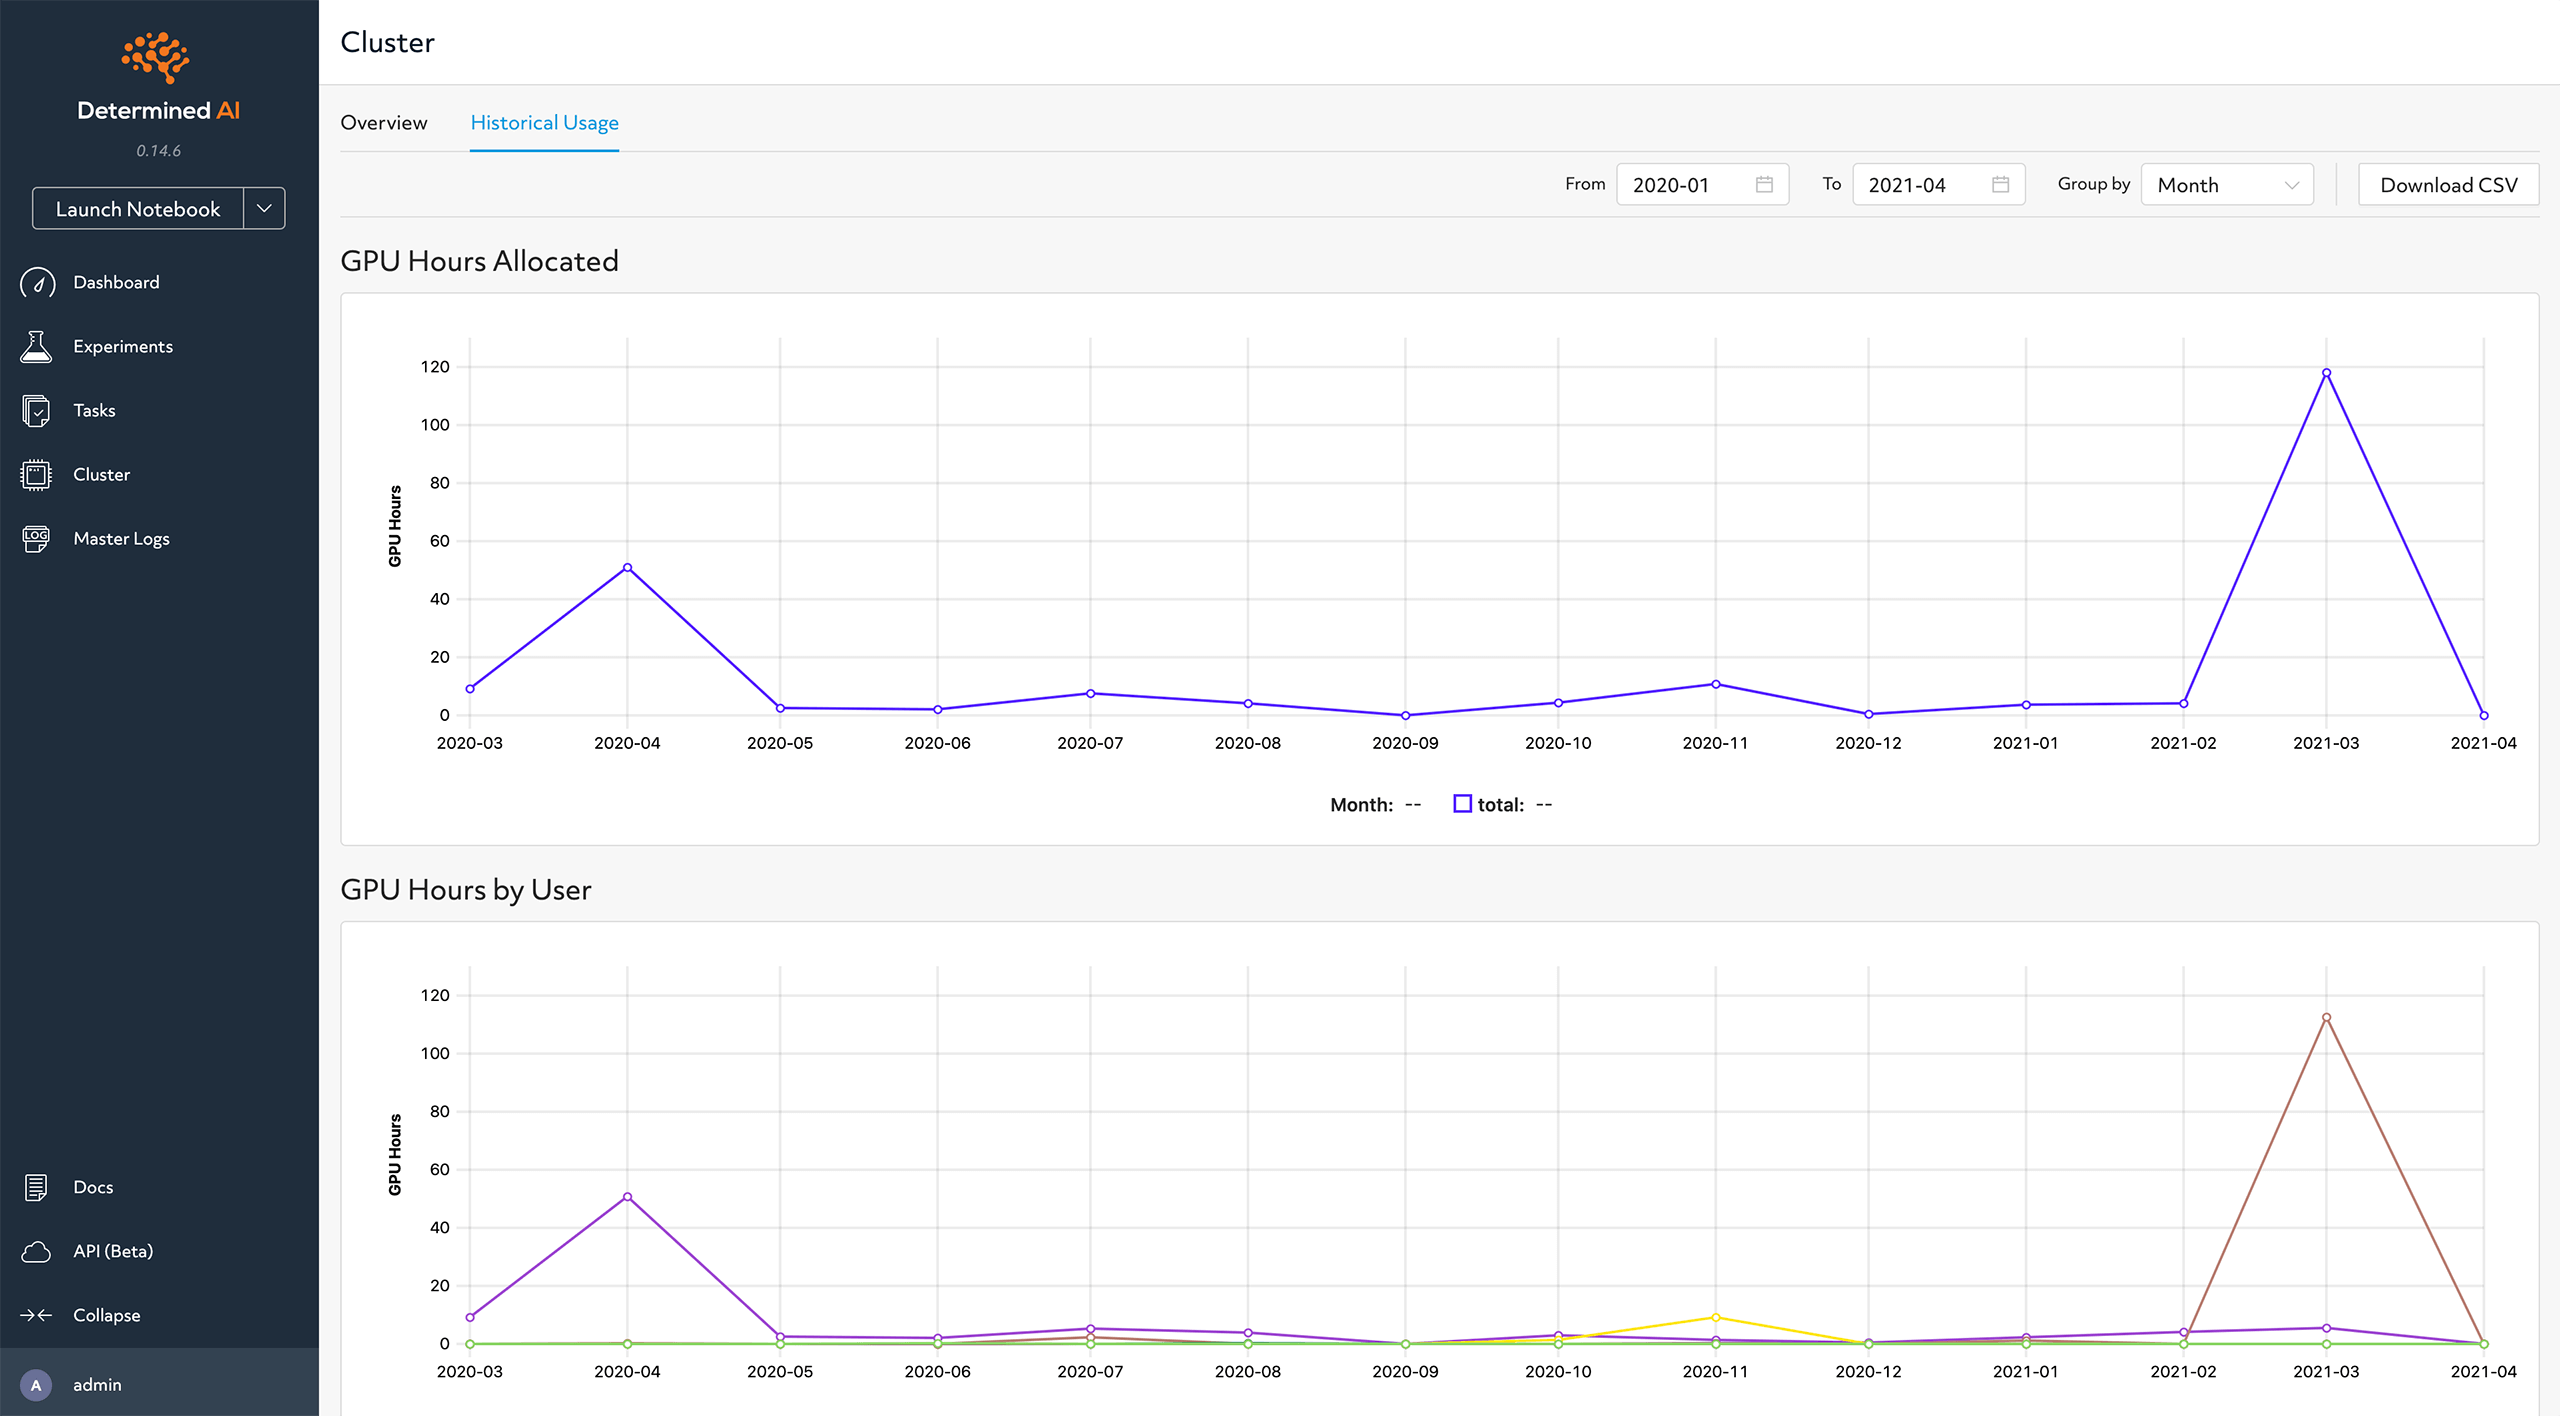 Determined AI
0.14.6
Launch Notebook
Dashboard
Experiments
Tasks
Cluster
LOG
Master Logs
Docs
API (Beta)
Collapse
A admin
Cluster
Overview Historical Usage
From 2020-01 To 2021-04 Group by Month Download CSV
GPU Hours Allocated
GPU Hours
120
100
80
60
40
20
0
2020-03 2020-04 2020-05 2020-06 2020-07 2020-08 2020-09 2020-10 2020-11 2020-12 2021-01 2021-02 2021-03 2021-04
Month: -- total: --
GPU Hours by User
GPU Hours
120
100
80
60
40
20
0
2020-03 2020-04 2020-05 2020-06 2020-07 2020-08 2020-09 2020-10 2020-11 2020-12 2021-01 2021-02 2021-03 2021-04